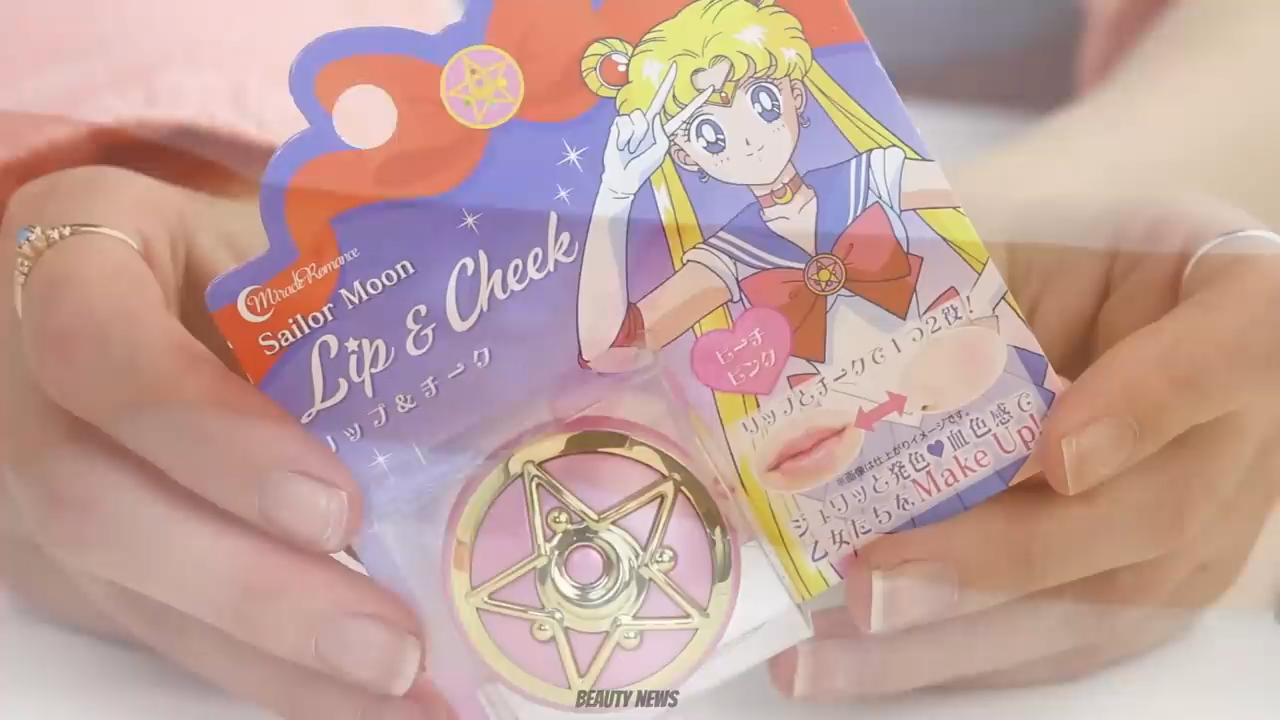 Miracle Romance
Sailor Moon
Lip & Cheek
リップ&チーク
ピーチ
ピンク
リップとチークで1つ2役!
※画像は仕上がりイメージです。
ジュワッと発色♥血色感で
乙女たちをMake Up!
BEAUTY NEWS